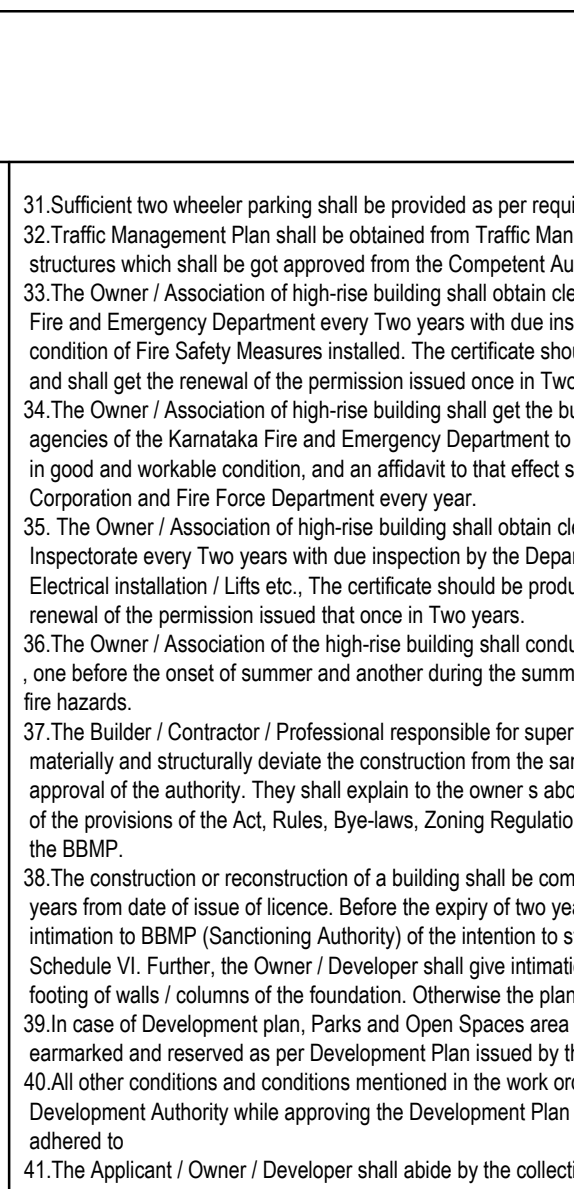 31.Sufficient two wheeler parking shall be provided as per requi
32.Traffic Management Plan shall be obtained from Traffic Man
structures which shall be got approved from the Competent Au
33.The Owner / Association of high-rise building shall obtain cle
Fire and Emergency Department every Two years with due ins
condition of Fire Safety Measures installed. The certificate shou
and shall get the renewal of the permission issued once in Two
34.The Owner / Association of high-rise building shall get the bu
agencies of the Karnataka Fire and Emergency Department to
in good and workable condition, and an affidavit to that effect s
Corporation and Fire Force Department every year.
35. The Owner / Association of high-rise building shall obtain cle
Inspectorate every Two years with due inspection by the Depar
Electrical installation / Lifts etc., The certificate should be produ
renewal of the permission issued that once in Two years.
36.The Owner / Association of the high-rise building shall condu
, one before the onset of summer and another during the summ
fire hazards.
37.The Builder / Contractor / Professional responsible for super
materially and structurally deviate the construction from the san
approval of the authority. They shall explain to the owner s abo
of the provisions of the Act, Rules, Bye-laws, Zoning Regulatio
the BBMP.
38.The construction or reconstruction of a building shall be com
years from date of issue of licence. Before the expiry of two yea
intimation to BBMP (Sanctioning Authority) of the intention to st
Schedule VI. Further, the Owner / Developer shall give intimati
footing of walls / columns of the foundation. Otherwise the plan
39.In case of Development plan, Parks and Open Spaces area
earmarked and reserved as per Development Plan issued by th
40.All other conditions and conditions mentioned in the work ord
Development Authority while approving the Development Plan
adhered to
41.The Applicant / Owner / Developer shall abide by the collecti